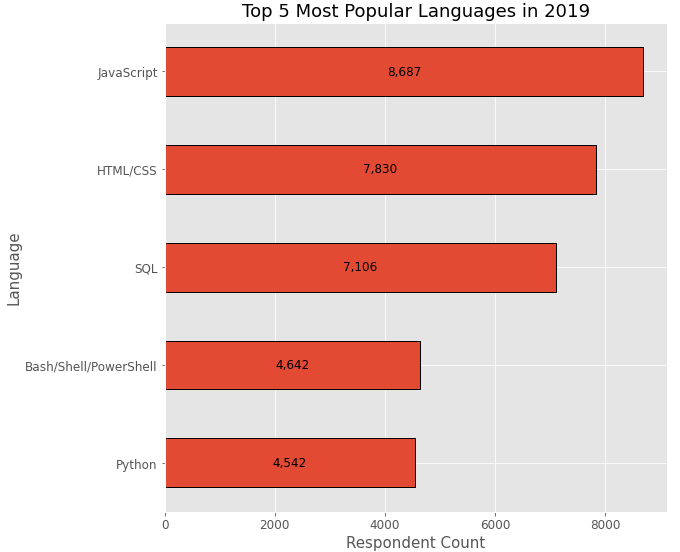 Top 5 Most Popular Languages in 2019
Language
JavaScript
8,687
HTML/CSS
7,830
SQL
7,106
Bash/Shell/PowerShell
4,642
Python
4,542
0 2000 4000 6000 8000
Respondent Count